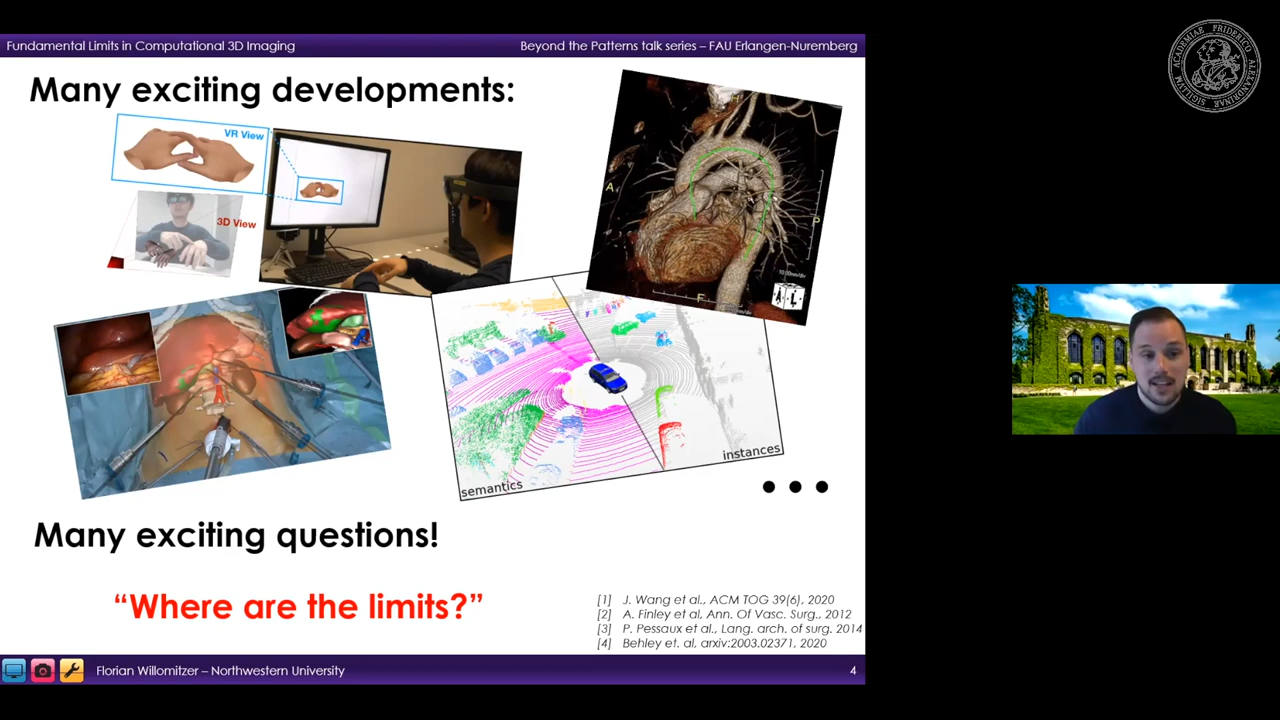 Fundamental Limits in Computational 3D Imaging
Beyond the Patterns talk series – FAU Erlangen-Nuremberg
Many exciting developments:
VR View
3D View
A
P
F
semantics
instances
Many exciting questions!
“Where are the limits?”
[1] J. Wang et al., ACM TOG 39(6), 2020
[2] A. Finley et al, Ann. Of Vasc. Surg., 2012
[3] P. Pessaux et al., Lang. arch. of surg. 2014
[4] Behley et. al, arxiv:2003.02371, 2020
Florian Willomitzer – Northwestern University
4